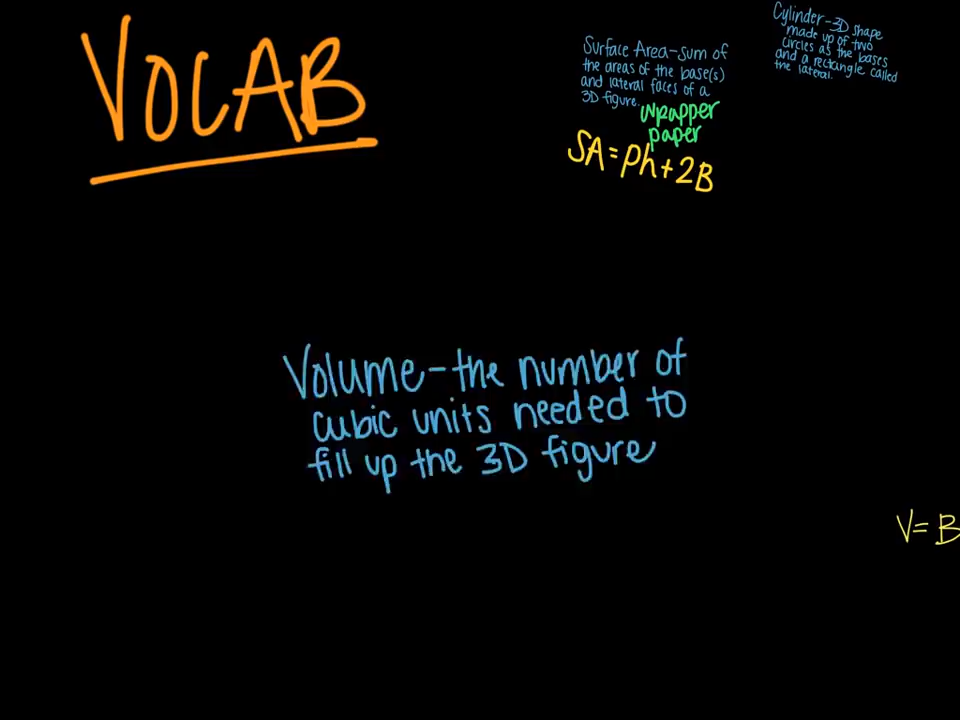 VOCAB
Surface Area-sum of
the areas of the base(s)
and lateral faces of a
3D figure.
wrapper
paper
SA=ph+2B
Cylinder-3D shape
made up of two
circles as the bases
and a rectangle called
the lateral.
Volume-the number of
cubic units needed to
fill up the 3D figure
V=B